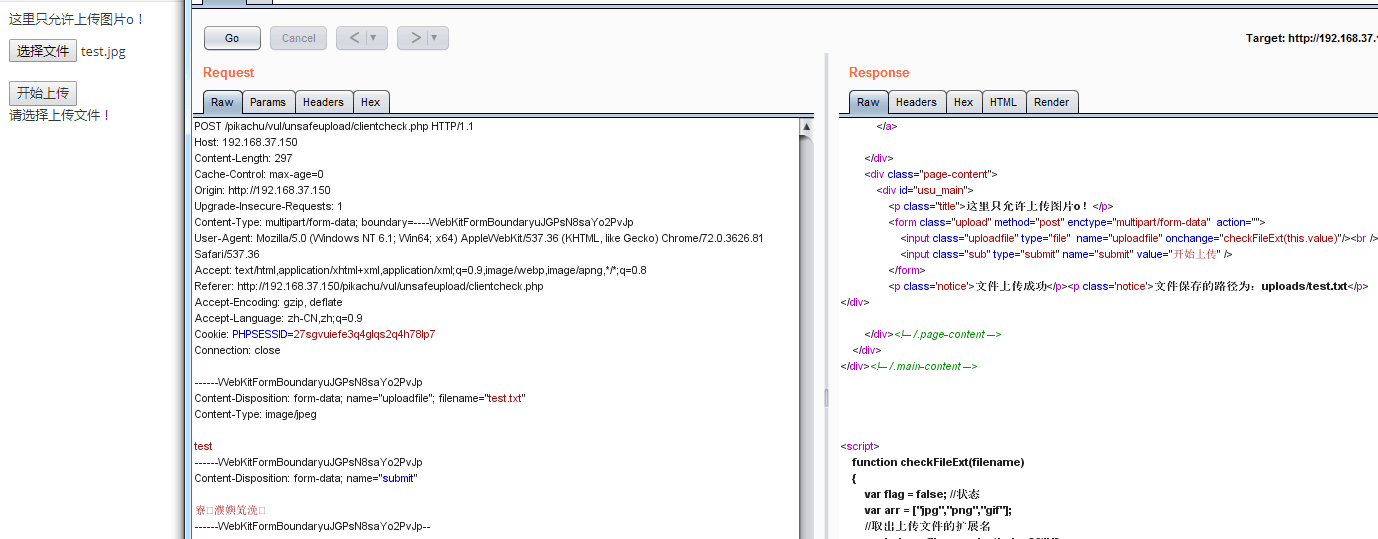 这里只允许上传图片o！
选择文件 test.jpg
开始上传
请选择上传文件！
Go Cancel < ▼ > ▼ Target: http://192.168.37.
Request
Raw Params Headers Hex
POST /pikachu/vul/unsafeupload/clientcheck.php HTTP/1.1
Host: 192.168.37.150
Content-Length: 297
Cache-Control: max-age=0
Origin: http://192.168.37.150
Upgrade-Insecure-Requests: 1
Content-Type: multipart/form-data; boundary=----WebKitFormBoundaryuJGPsN8saYo2PvJp
User-Agent: Mozilla/5.0 (Windows NT 6.1; Win64; x64) AppleWebKit/537.36 (KHTML, like Gecko) Chrome/72.0.3626.81
Safari/537.36
Accept: text/html,application/xhtml+xml,application/xml;q=0.9,image/webp,image/apng,*/*;q=0.8
Referer: http://192.168.37.150/pikachu/vul/unsafeupload/clientcheck.php
Accept-Encoding: gzip, deflate
Accept-Language: zh-CN,zh;q=0.9
Cookie: PHPSESSID=27sgvuiefe3q4glqs2q4h78lp7
Connection: close
------WebKitFormBoundaryuJGPsN8saYo2PvJp
Content-Disposition: form-data; name="uploadfile"; filename="test.txt"
Content-Type: image/jpeg
test
------WebKitFormBoundaryuJGPsN8saYo2PvJp
Content-Disposition: form-data; name="submit"
------WebKitFormBoundaryuJGPsN8saYo2PvJp--
Response
Raw Headers Hex HTML Render
</a>
</div>
<div class="page-content">
<div id="usu_main">
<p class="title">这里只允许上传图片o！</p>
<form class="upload" method="post" enctype="multipart/form-data" action="">
<input class="uploadfile" type="file" name="uploadfile" onchange="checkFileExt(this.value)"/><br />
<input class="sub" type="submit" name="submit" value="开始上传" />
</form>
<p class='notice'>文件上传成功</p><p class='notice'>文件保存的路径为：uploads/test.txt</p>
</div>
</div><!-- /.page-content -->
</div>
</div><!-- /.main-content -->
<script>
function checkFileExt(filename)
{
var flag = false; //状态
var arr = ["jpg","png","gif"];
//取出上传文件的扩展名